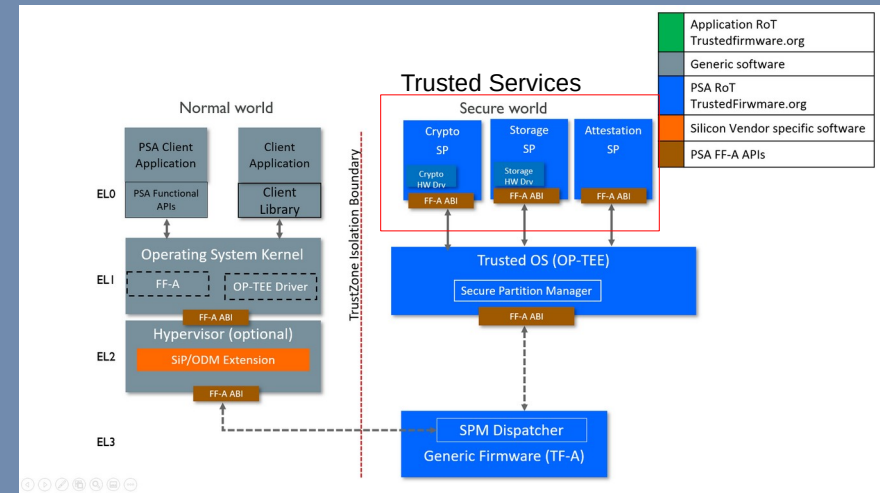 Application RoT
Trustedfirmware.org
Generic software
PSA RoT
TrustedFirwmare.org
Silicon Vendor specific software
PSA FF-A APIs
Trusted Services
Normal world
Secure world
PSA Client
Application
Client
Application
PSA Functional
APIs
Client
Library
EL0
Crypto
SP
Crypto
HW Drv
FF-A ABI
Storage
SP
Storage
HW Drv
FF-A ABI
Attestation
SP
FF-A ABI
TrustZone Isolation Boundary
EL1
Operating System Kernel
FF-A
OP-TEE Driver
FF-A ABI
Trusted OS (OP-TEE)
Secure Partition Manager
FF-A ABI
EL2
Hypervisor (optional)
SiP/ODM Extension
FF-A ABI
EL3
SPM Dispatcher
Generic Firmware (TF-A)